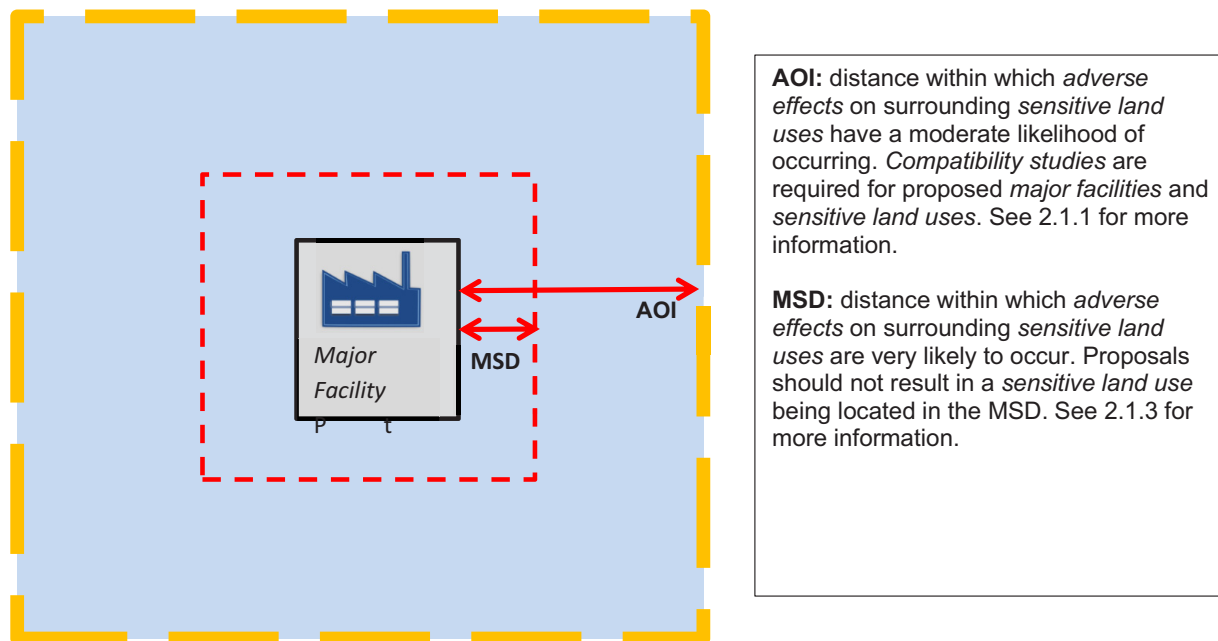 Major
Facility
P t
AOI
MSD
AOI: distance within which adverse
effects on surrounding sensitive land
uses have a moderate likelihood of
occurring. Compatibility studies are
required for proposed major facilities and
sensitive land uses. See 2.1.1 for more
information.
MSD: distance within which adverse
effects on surrounding sensitive land
uses are very likely to occur. Proposals
should not result in a sensitive land use
being located in the MSD. See 2.1.3 for
more information.